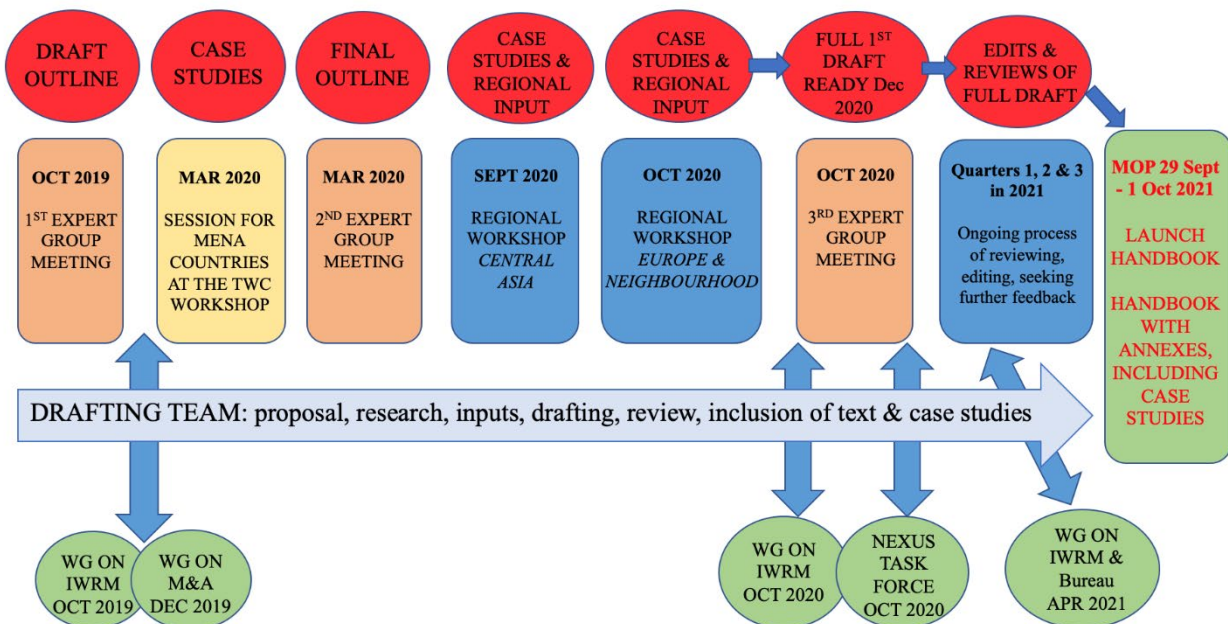 DRAFT
OUTLINE
CASE
STUDIES
FINAL
OUTLINE
CASE
STUDIES &
REGIONAL
INPUT
CASE
STUDIES &
REGIONAL
INPUT
FULL 1ST
DRAFT
READY Dec
2020
EDITS &
REVIEWS OF
FULL DRAFT
OCT 2019
1ST EXPERT
GROUP
MEETING
MAR 2020
SESSION FOR
MENA
COUNTRIES
AT THE TWC
WORKSHOP
MAR 2020
2ND EXPERT
GROUP
MEETING
SEPT 2020
REGIONAL
WORKSHOP
CENTRAL
ASIA
OCT 2020
REGIONAL
WORKSHOP
EUROPE &
NEIGHBOURHOOD
OCT 2020
3RD EXPERT
GROUP
MEETING
Quarters 1, 2 & 3
in 2021
Ongoing process
of reviewing,
editing, seeking
further feedback
MOP 29 Sept
- 1 Oct 2021
LAUNCH
HANDBOOK
HANDBOOK
WITH
ANNEXES,
INCLUDING
CASE
STUDIES
DRAFTING TEAM: proposal, research, inputs, drafting, review, inclusion of text & case studies
WG ON
IWRM
OCT 2019
WG ON
M&A
DEC 2019
WG ON
IWRM
OCT 2020
NEXUS
TASK
FORCE
OCT 2020
WG ON
IWRM &
Bureau
APR 2021